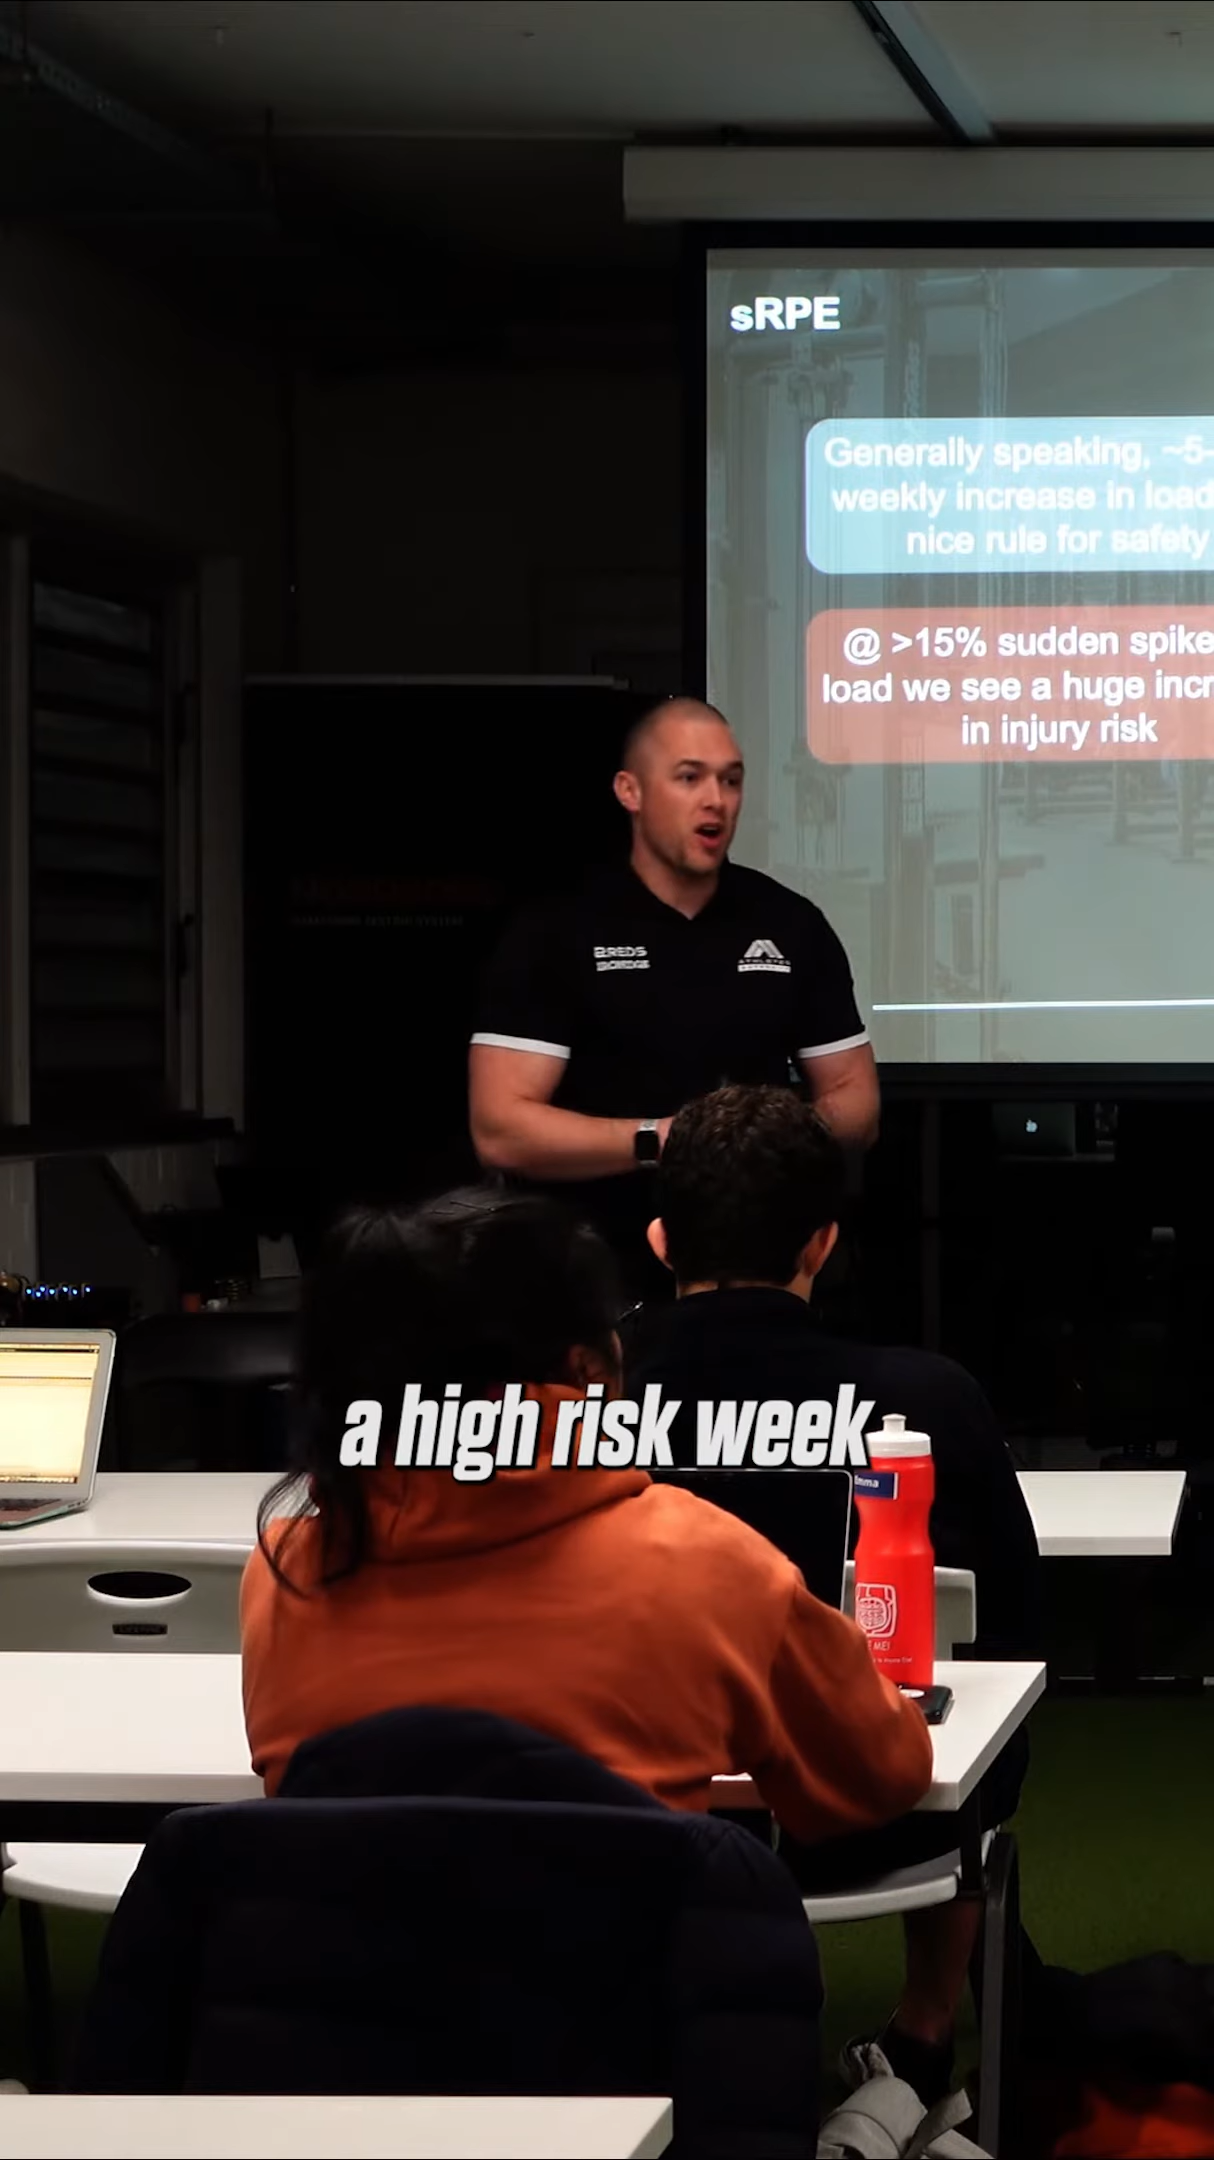 sRPE
Generally speaking, ~5-
weekly increase in load
nice rule for safety
@ >15% sudden spike
load we see a huge incr
in injury risk
ATHLETES
a high risk week